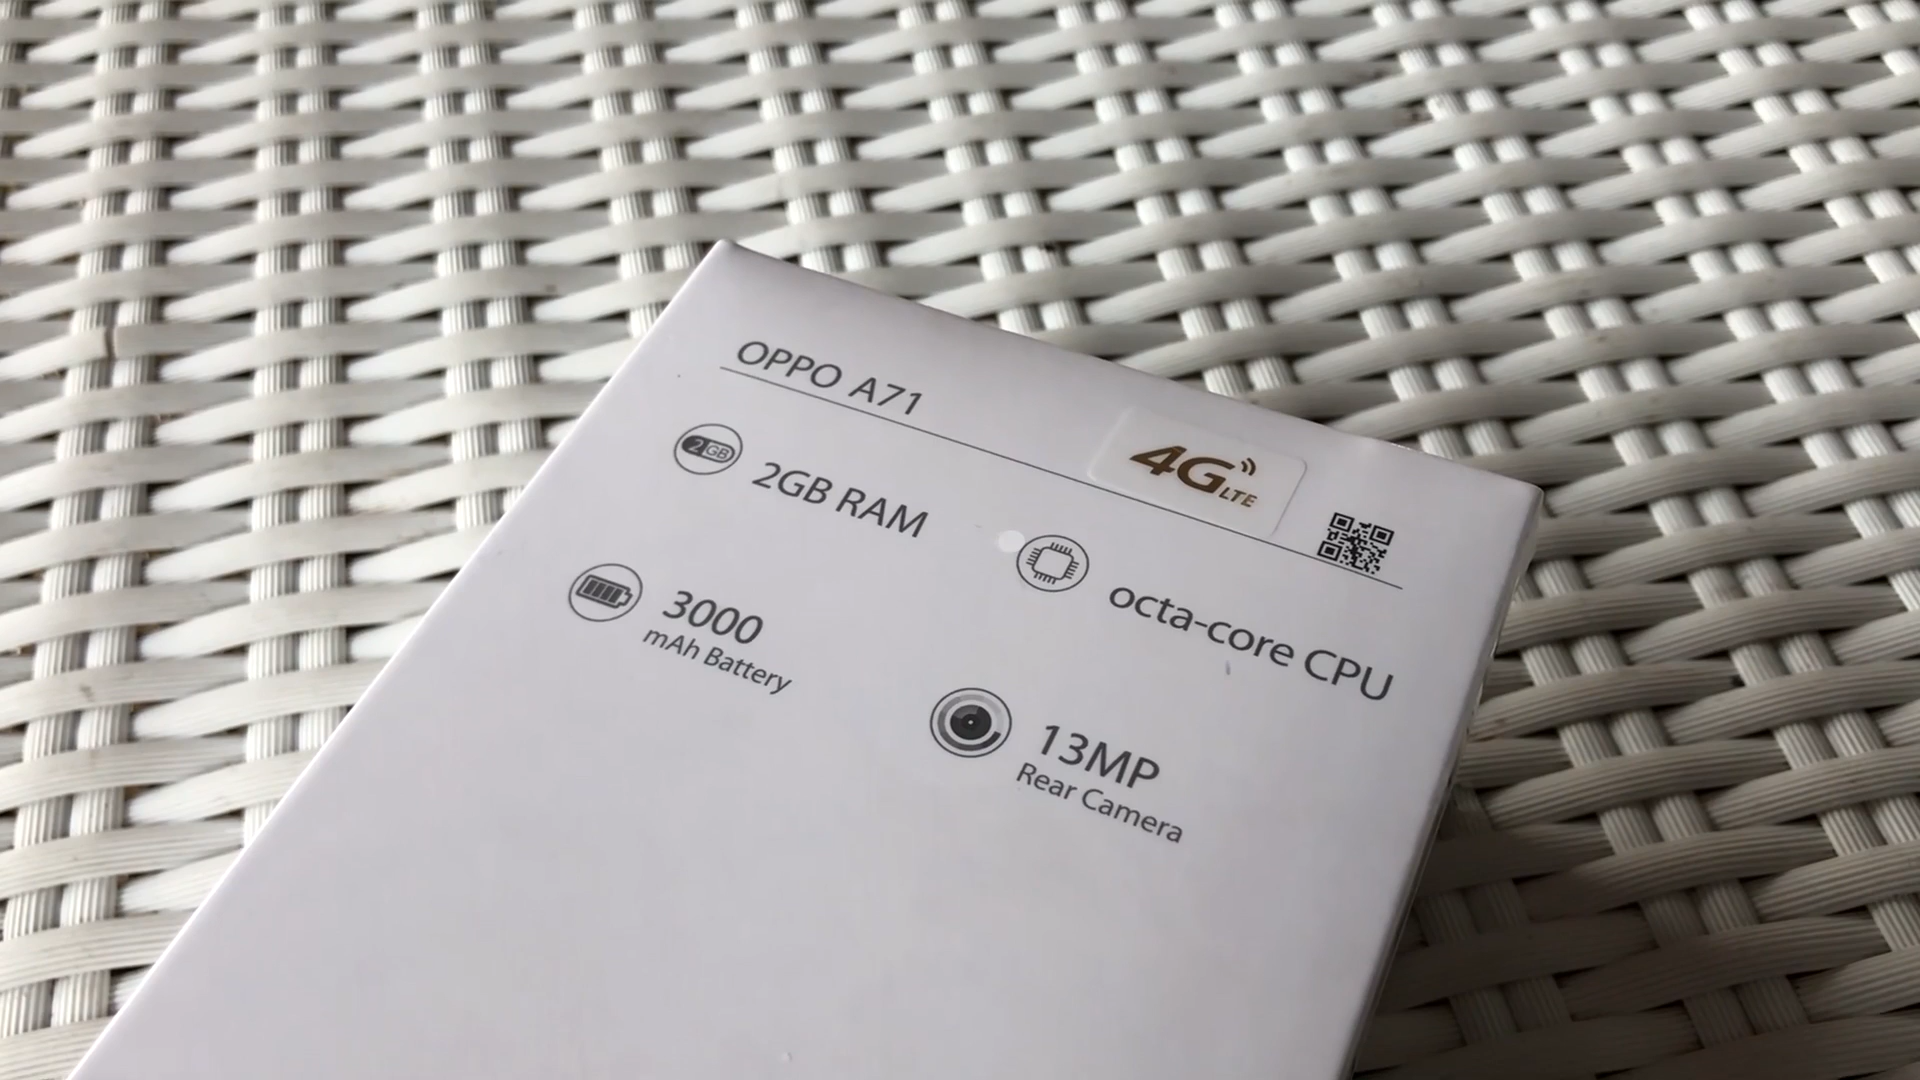 OPPO A71
4G LTE
2GB
2GB RAM
octa-core CPU
3000
mAh Battery
13MP
Rear Camera